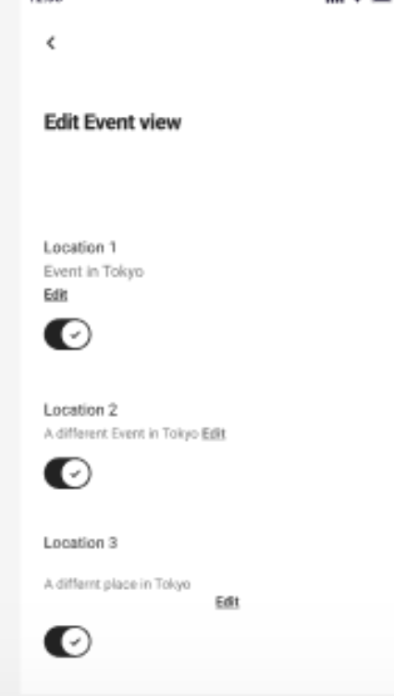 Edit Event view
Location 1
Event in Tokyo
Edit
Location 2
A different Event in Tokyo Edit
Location 3
A differnt place in Tokyo
Edit